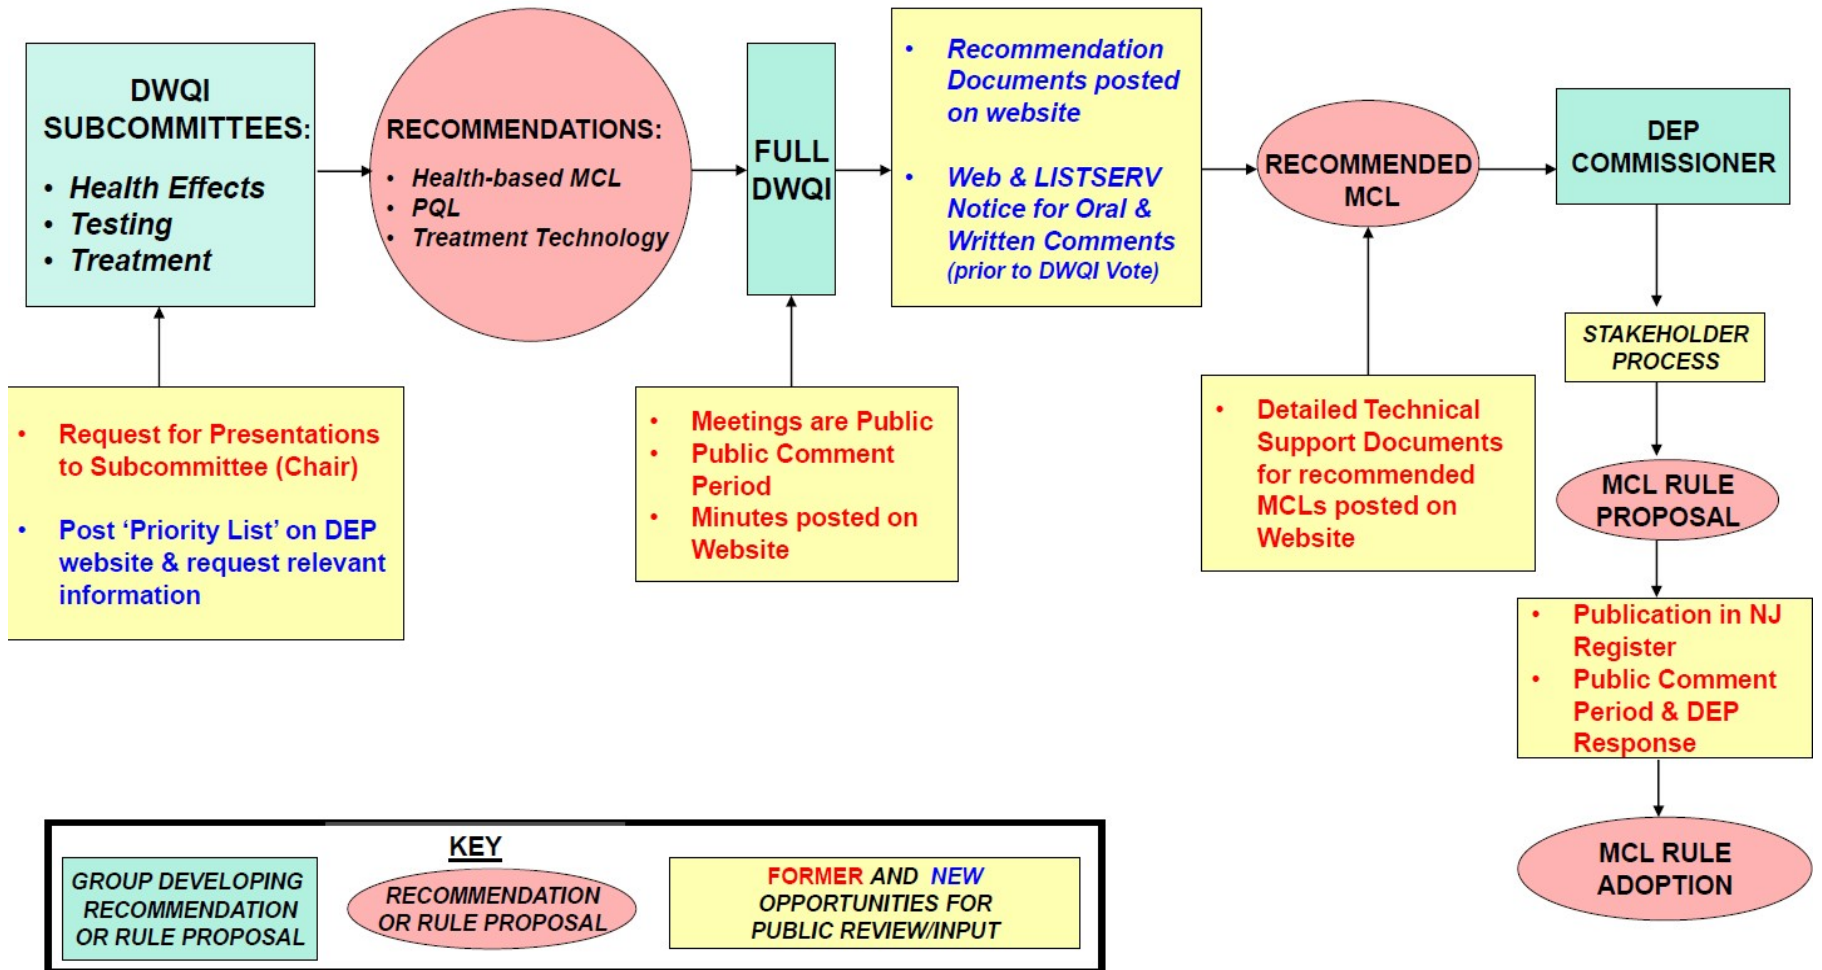 DWQI
SUBCOMMITTEES:
• Health Effects
• Testing
• Treatment
RECOMMENDATIONS:
• Health-based MCL
• PQL
• Treatment Technology
FULL
DWQI
• Recommendation
Documents posted
on website
• Web & LISTSERV
Notice for Oral &
Written Comments
(prior to DWQI Vote)
RECOMMENDED
MCL
DEP
COMMISSIONER
STAKEHOLDER
PROCESS
• Request for Presentations
to Subcommittee (Chair)
• Post ‘Priority List’ on DEP
website & request relevant
information
• Meetings are Public
• Public Comment
Period
• Minutes posted on
Website
• Detailed Technical
Support Documents
for recommended
MCLs posted on
Website
MCL RULE
PROPOSAL
• Publication in NJ
Register
• Public Comment
Period & DEP
Response
MCL RULE
ADOPTION
KEY
GROUP DEVELOPING
RECOMMENDATION
OR RULE PROPOSAL
RECOMMENDATION
OR RULE PROPOSAL
FORMER AND NEW
OPPORTUNITIES FOR
PUBLIC REVIEW/INPUT